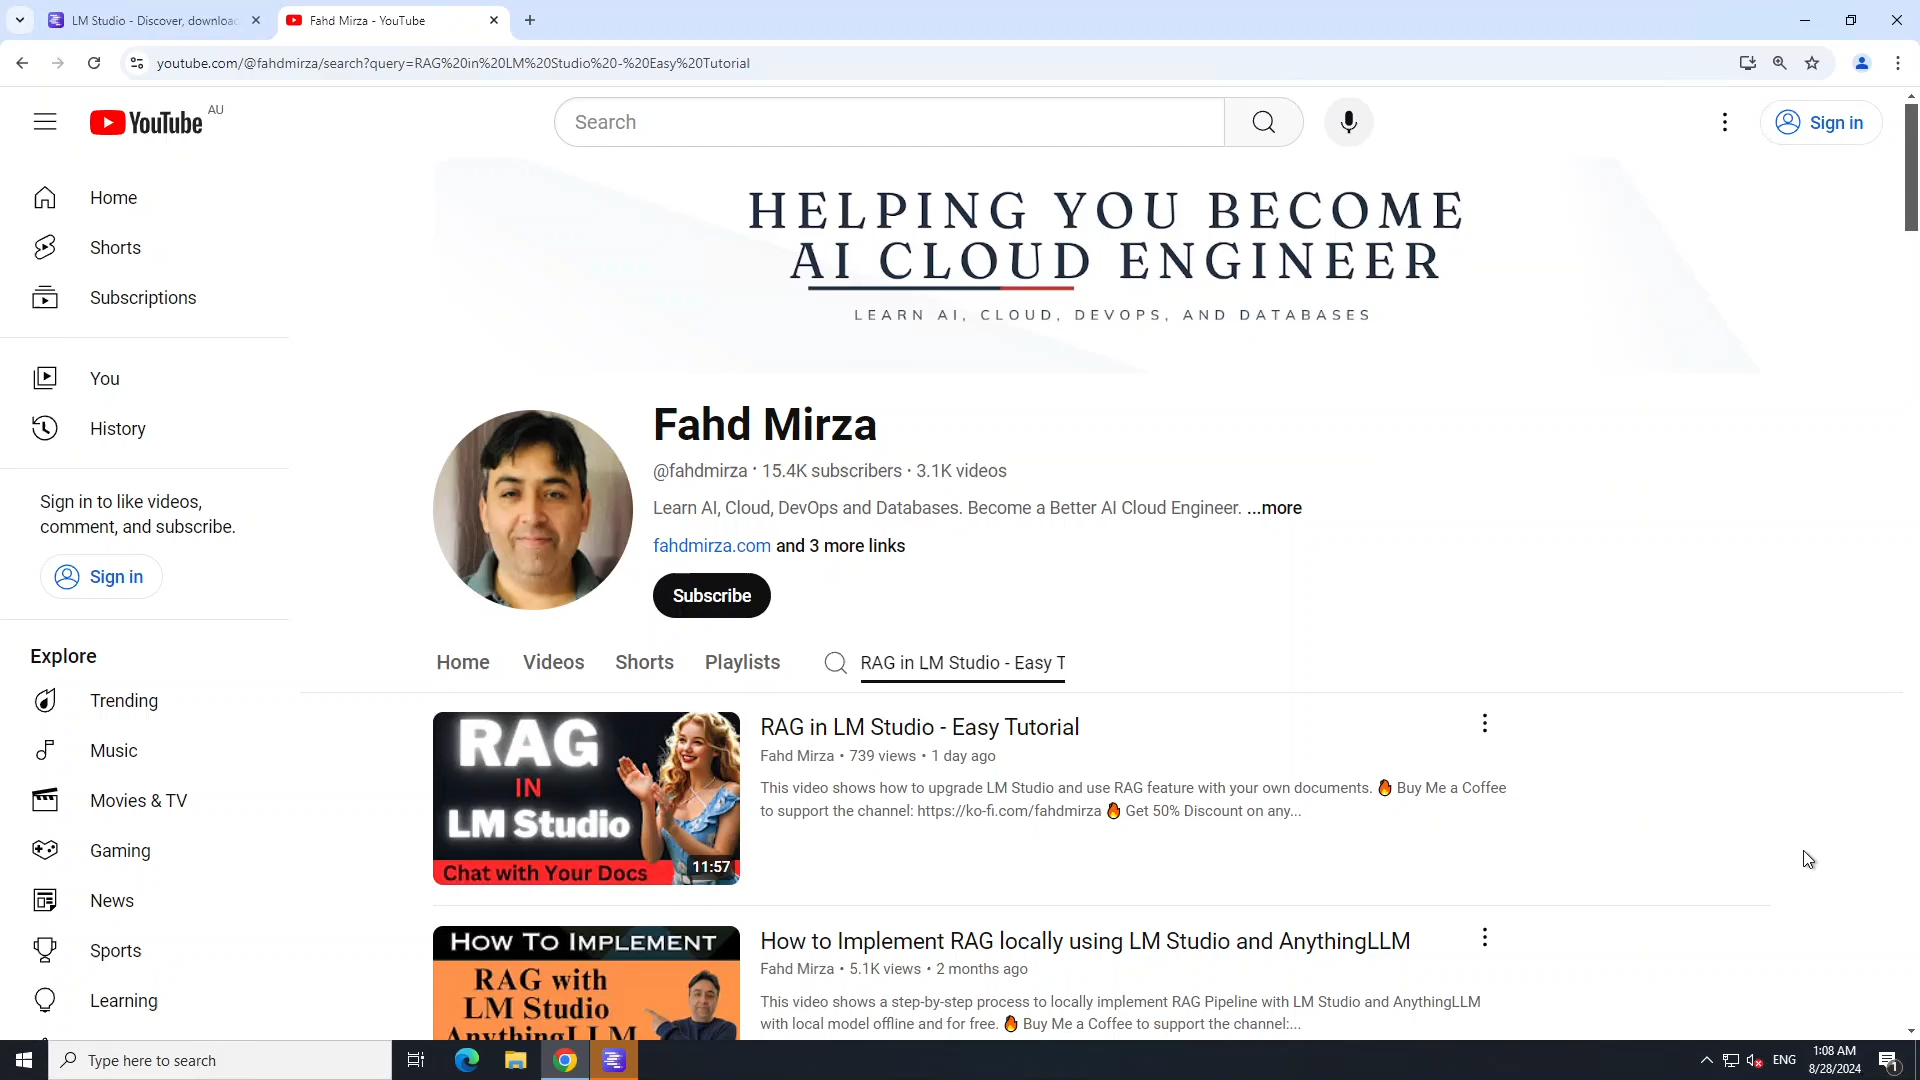 LM Studio - Discover, download
Fahd Mirza - YouTube
youtube.com/@fahdmirza/search?query=RAG%20in%20LM%20Studio%20-%20Easy%20Tutorial
YouTube AU
Search
Sign in
Home
Shorts
Subscriptions
You
History
Sign in to like videos,
comment, and subscribe.
Sign in
Explore
Trending
Music
Movies & TV
Gaming
News
Sports
Learning
HELPING YOU BECOME
AI CLOUD ENGINEER
LEARN AI, CLOUD, DEVOPS, AND DATABASES
Fahd Mirza
@fahdmirza · 15.4K subscribers · 3.1K videos
Learn AI, Cloud, DevOps and Databases. Become a Better AI Cloud Engineer. ...more
fahdmirza.com and 3 more links
Subscribe
Home Videos Shorts Playlists RAG in LM Studio - Easy T
RAG
IN
LM Studio
Chat with Your Docs
11:57
RAG in LM Studio - Easy Tutorial
Fahd Mirza • 739 views • 1 day ago
This video shows how to upgrade LM Studio and use RAG feature with your own documents. 🔥 Buy Me a Coffee
to support the channel: https://ko-fi.com/fahdmirza 🔥 Get 50% Discount on any...
HOW TO IMPLEMENT
RAG with
LM Studio
AnythingLLM
How to Implement RAG locally using LM Studio and AnythingLLM
Fahd Mirza • 5.1K views • 2 months ago
This video shows a step-by-step process to locally implement RAG Pipeline with LM Studio and AnythingLLM
with local model offline and for free. 🔥 Buy Me a Coffee to support the channel:...
Type here to search
ENG
1:08 AM
8/28/2024
1